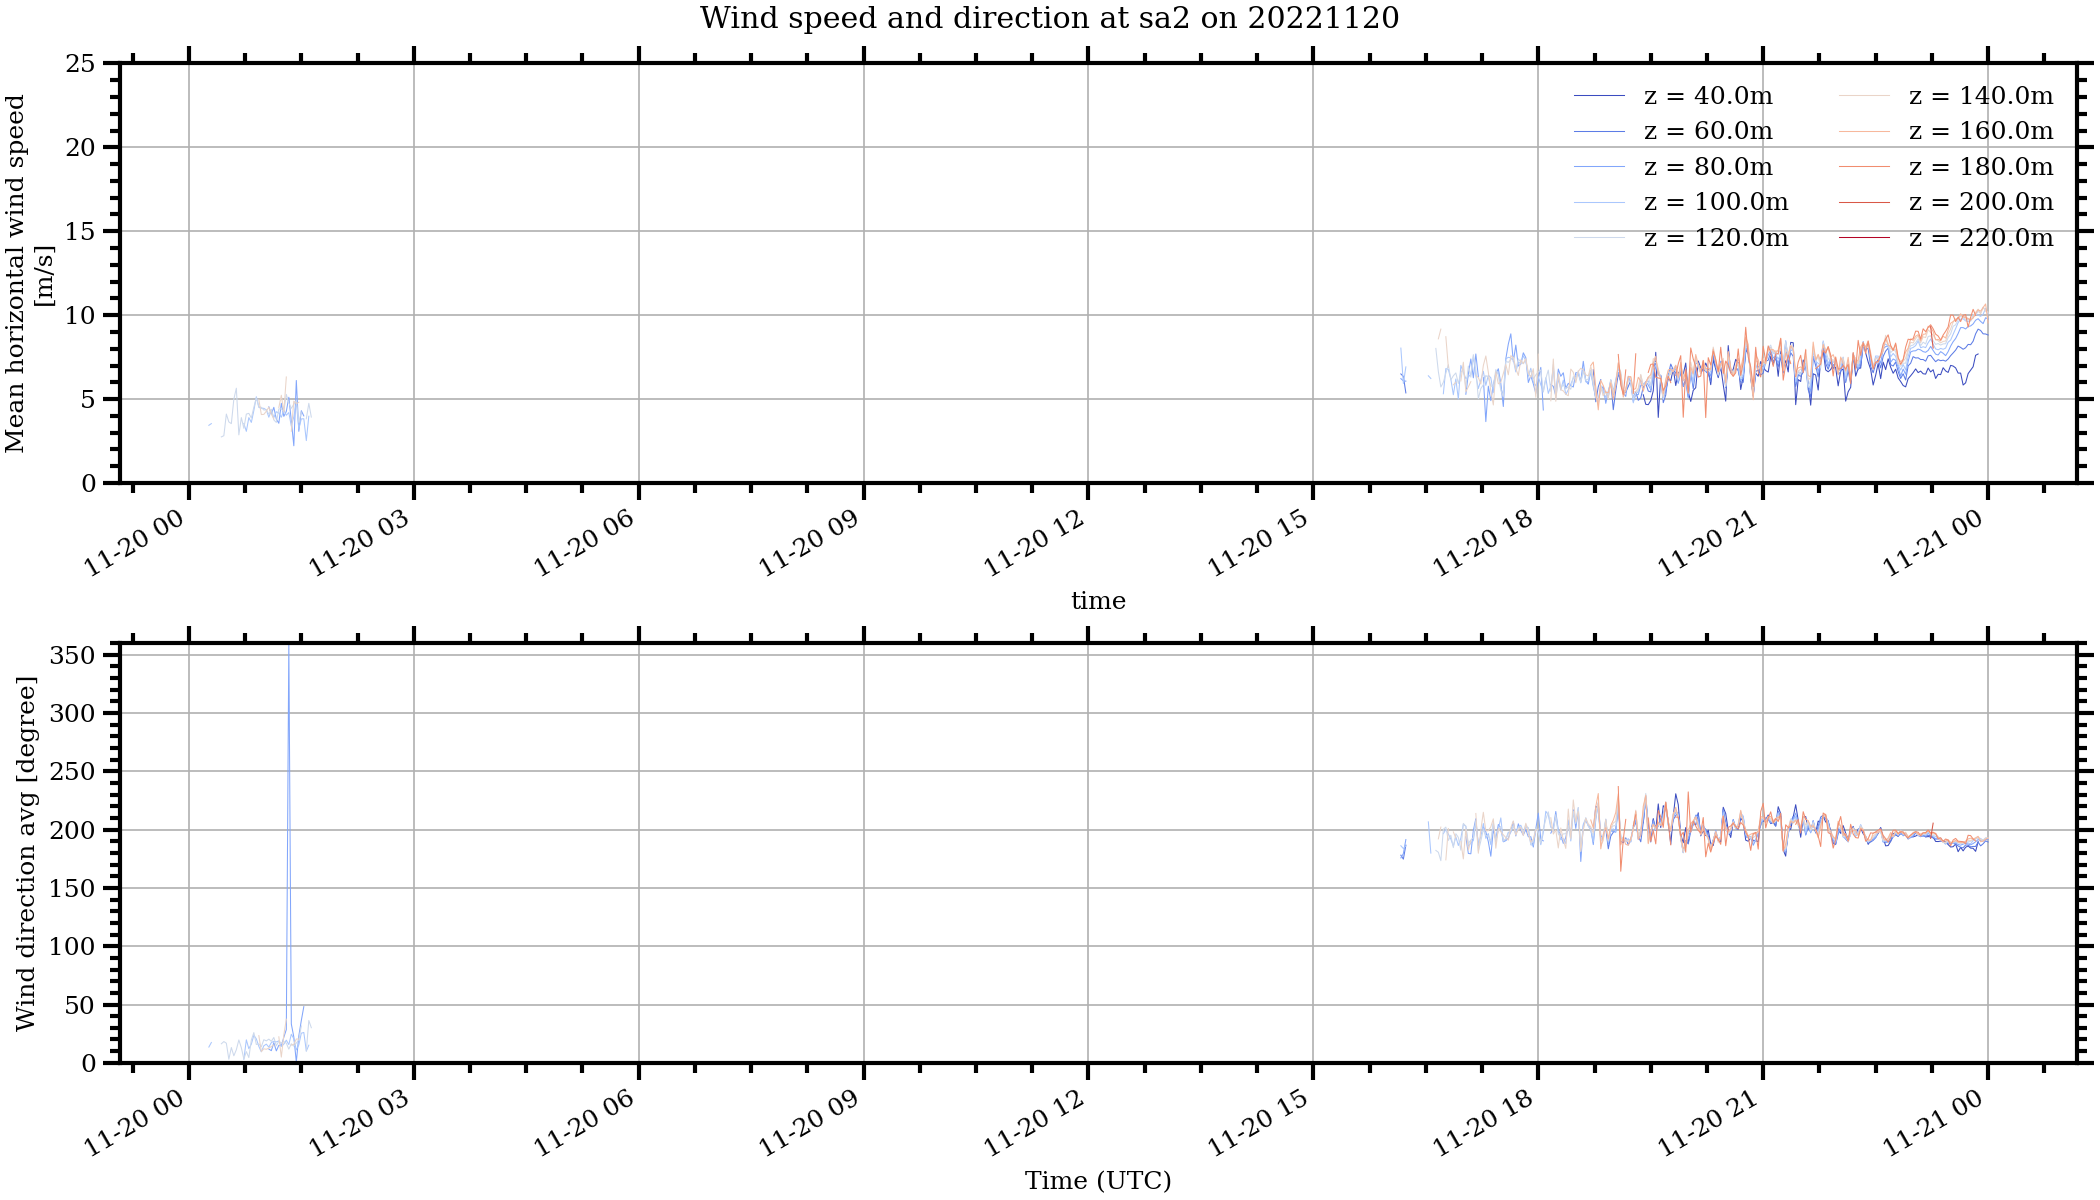 Wind speed and direction at sa2 on 20221120
Mean horizontal wind speed
[m/s]
25
20
15
10
5
0
z = 40.0m
z = 60.0m
z = 80.0m
z = 100.0m
z = 120.0m
z = 140.0m
z = 160.0m
z = 180.0m
z = 200.0m
z = 220.0m
11-20 00
11-20 03
11-20 06
11-20 09
11-20 12
11-20 15
11-20 18
11-20 21
11-21 00
time
Wind direction avg [degree]
350
300
250
200
150
100
50
0
11-20 00
11-20 03
11-20 06
11-20 09
11-20 12
11-20 15
11-20 18
11-20 21
11-21 00
Time (UTC)